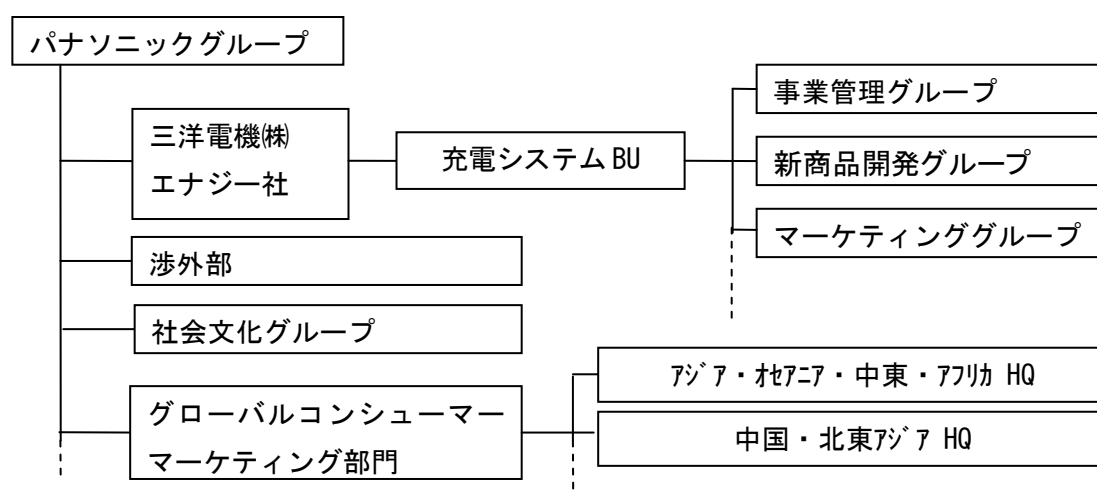 パナソニックグループ
三洋電機㈱
エナジー社
充電システム BU
事業管理グループ
新商品開発グループ
マーケティンググループ
渉外部
社会文化グループ
グローバルコンシューマー
マーケティング部門
ｱｼﾞｱ・ｵｾｱﾆｱ・中東・ｱﾌﾘｶ HQ
中国・北東ｱｼﾞｱ HQ